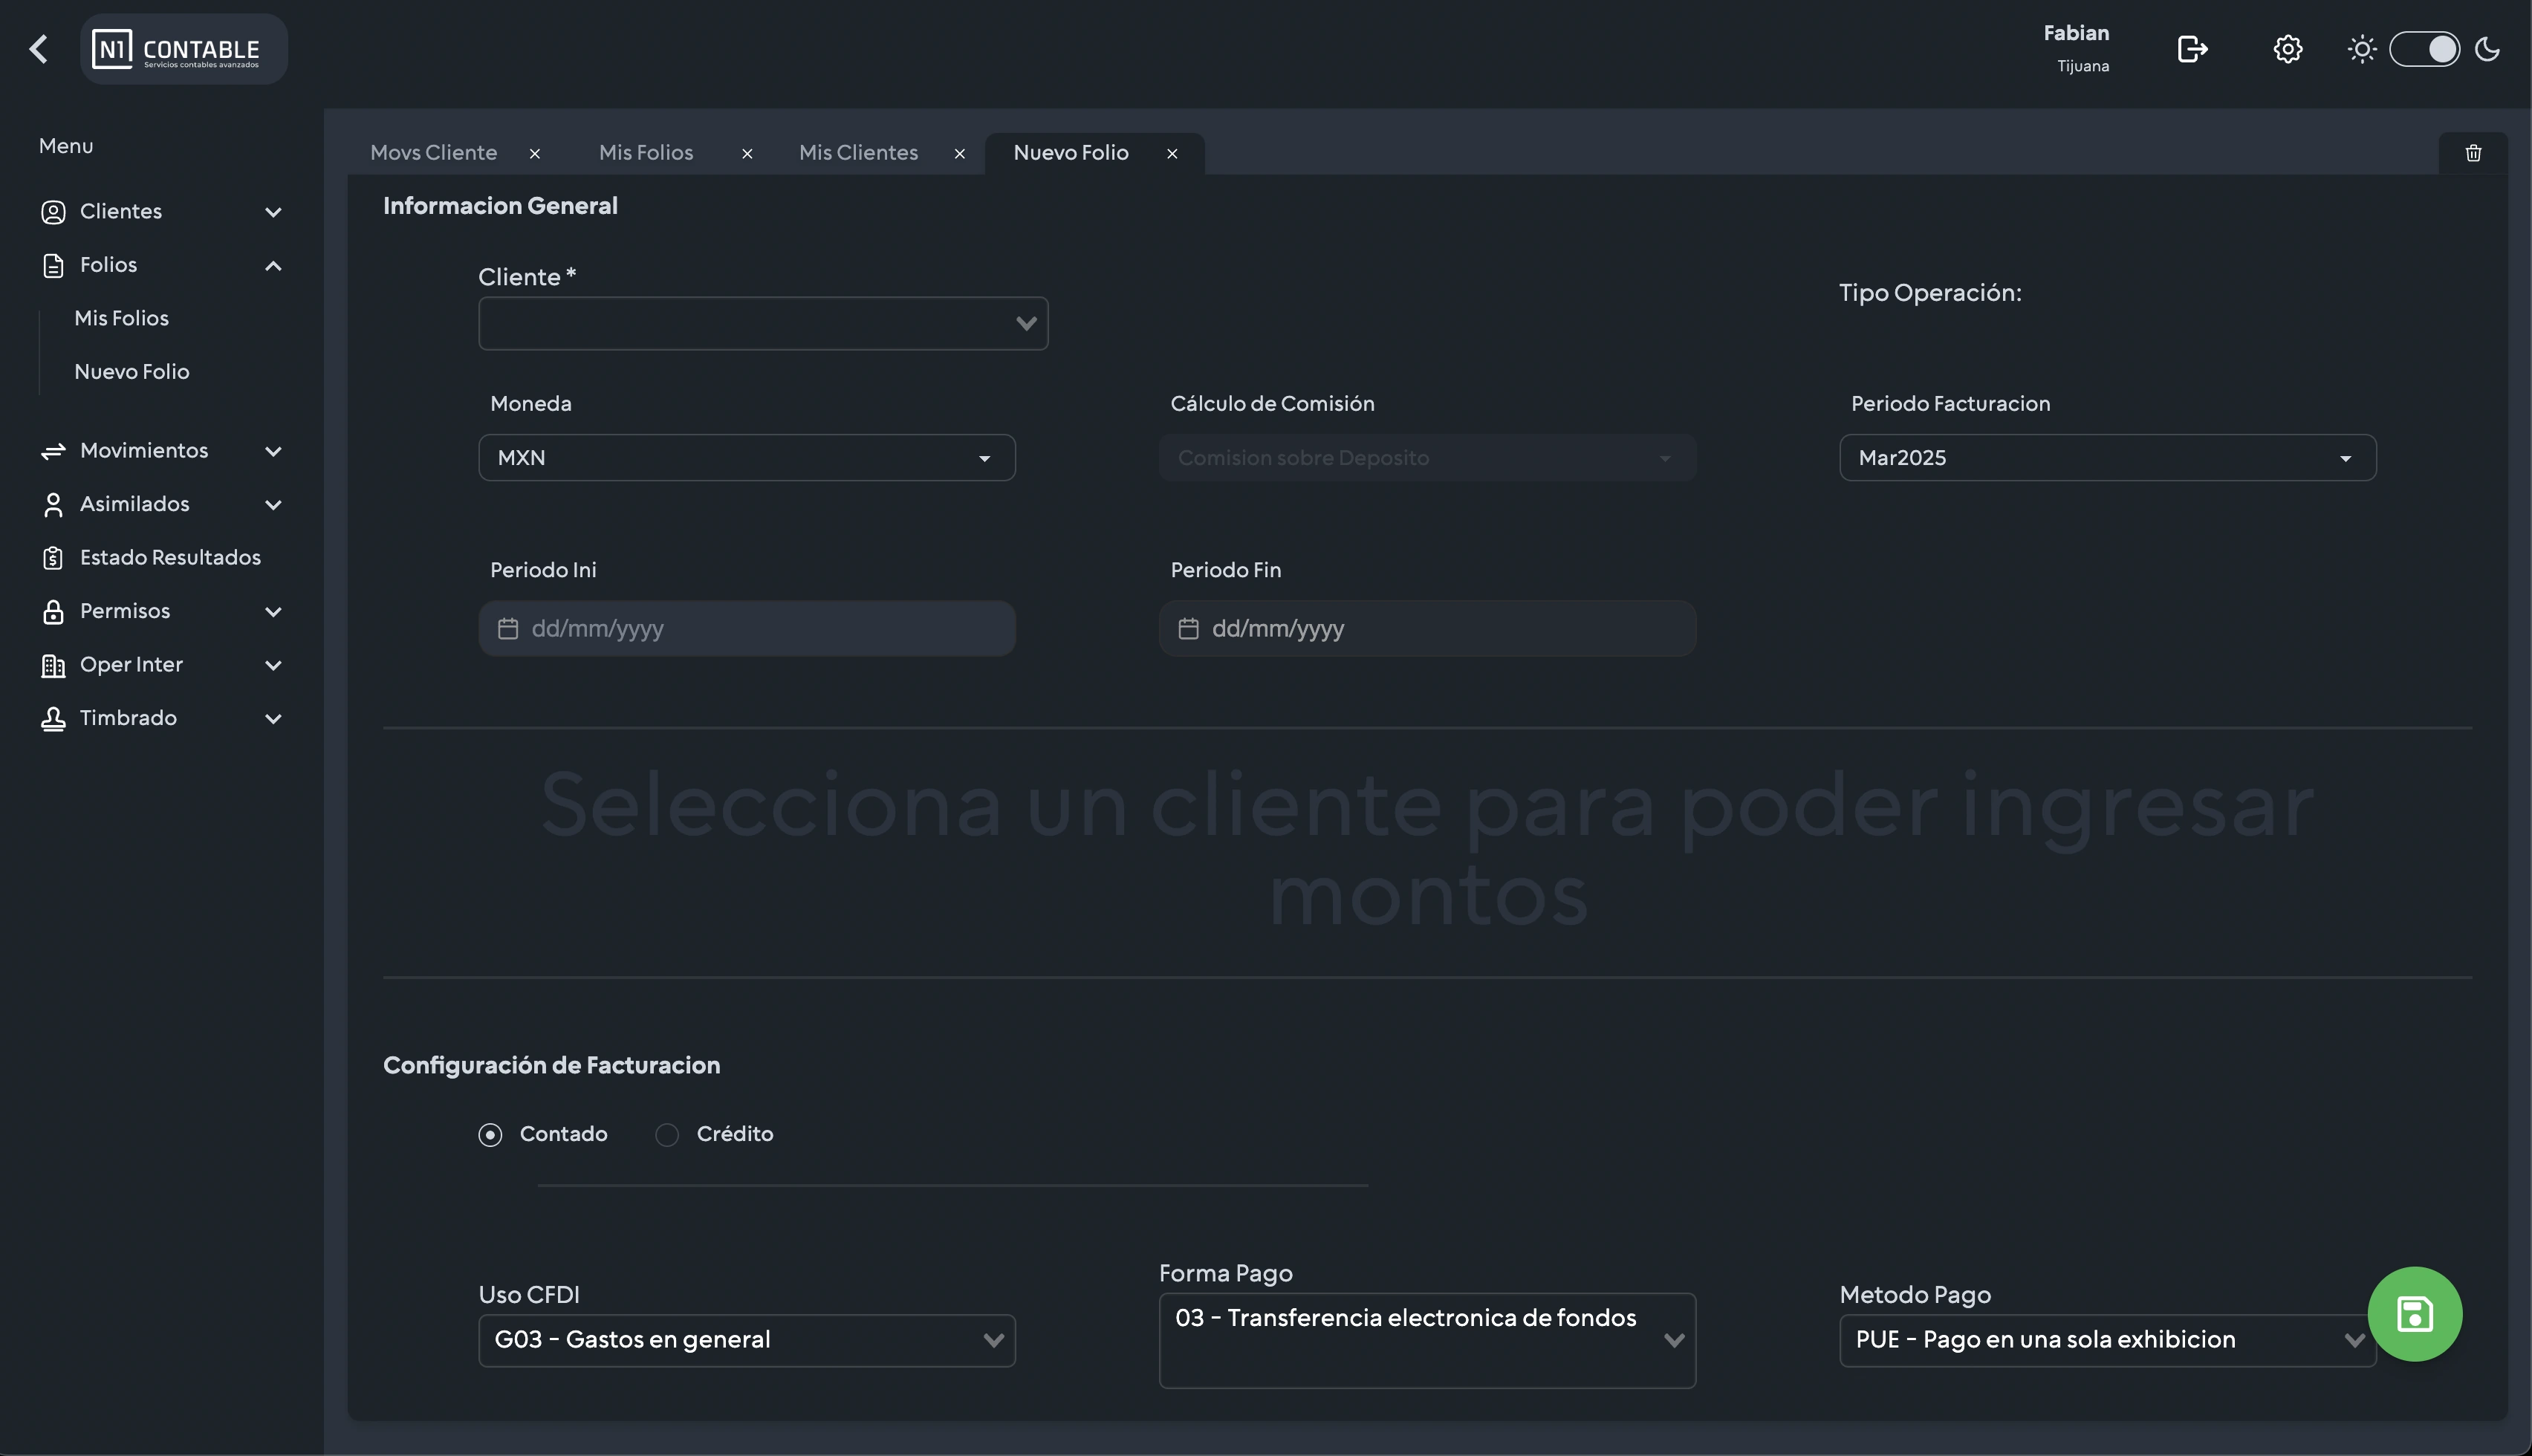 N1 CONTABLE
Servicios contables avanzados
Fabian
Tijuana
Menu
Clientes
Folios
Mis Folios
Nuevo Folio
Movimientos
Asimilados
Estado Resultados
Permisos
Oper Inter
Timbrado
Movs Cliente × Mis Folios × Mis Clientes × Nuevo Folio ×
Informacion General
Cliente *
Tipo Operación:
Moneda
MXN
Cálculo de Comisión
Comision sobre Deposito
Periodo Facturacion
Mar2025
Periodo Ini
dd/mm/yyyy
Periodo Fin
dd/mm/yyyy
Selecciona un cliente para poder ingresar
montos
Configuración de Facturacion
Contado Crédito
Uso CFDI
G03 - Gastos en general
Forma Pago
03 - Transferencia electronica de fondos
Metodo Pago
PUE - Pago en una sola exhibicion